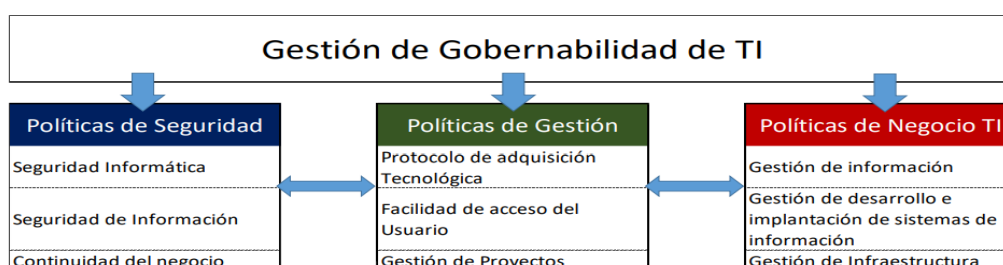 Gestión de Gobernabilidad de TI
Políticas de Seguridad
Seguridad Informática
Seguridad de Información
Continuidad del negocio
Políticas de Gestión
Protocolo de adquisición
Tecnológica
Facilidad de acceso del
Usuario
Gestión de Proyectos
Políticas de Negocio TI
Gestión de información
Gestión de desarrollo e
implantación de sistemas de
información
Gestión de Infraestructura